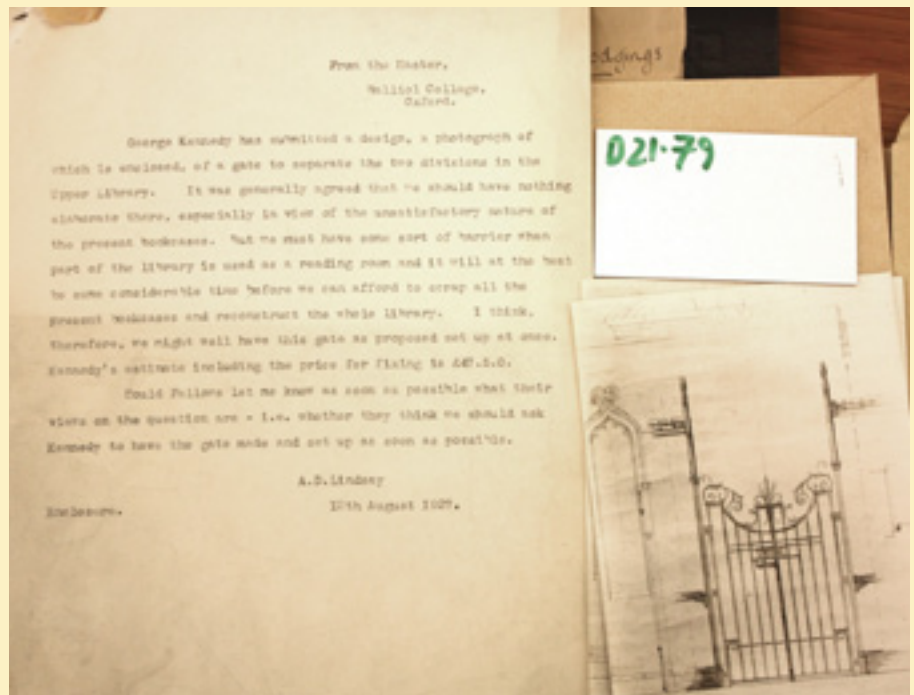 From the Master,
Balliol College,
Oxford.
George Kennedy has submitted a design, a photograph of
which is enclosed, of a gate to separate the two divisions in the
Upper Library. It was generally agreed that we should have nothing
elaborate there, especially in view of the unsatisfactory nature of
the present bookcases. But we must have some sort of barrier when
part of the library is used as a reading room and it will at the best
be some considerable time before we can afford to scrap all the
present bookcases and reconstruct the whole library. I think,
therefore, we might well have this gate as proposed set up at once.
Kennedy's estimate including the price for fixing is
Could Fellows let me know as soon as possible what their
views on the question are - i.e. whether they think we should ask
Kennedy to have the gate made and set up as soon as possible.
A.D.Lindsay
August 1927.
Enclosure.
odgings
D21.79